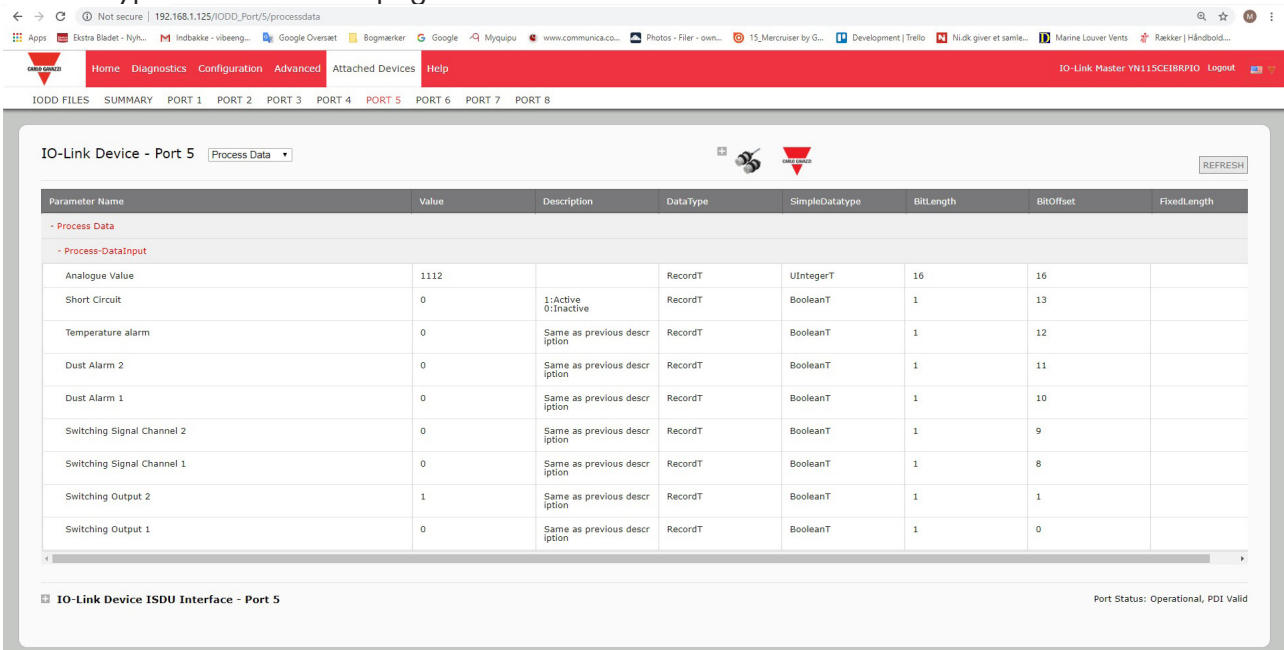 Not secure | 192.168.1.125/IODD_Port/5/processdata
Apps Ekstra Bladet - Nyh... Indbakke - vibeeng... Google Oversæt Bogmærker Google Myquipu www.communica.co... Photos - Filer - own... 15_Mercruiser by G... Development | Trello Ni.dk giver et samle... Marine Louver Vents Rækker | Håndbold....
CARLO GAVAZZI Home Diagnostics Configuration Advanced Attached Devices Help IO-Link Master YN115CEI8RPIO Logout
IODD FILES SUMMARY PORT 1 PORT 2 PORT 3 PORT 4 PORT 5 PORT 6 PORT 7 PORT 8
IO-Link Device - Port 5 Process Data CARLO GAVAZZI
REFRESH
Parameter Name Value Description DataType SimpleDatatype BitLength BitOffset FixedLength
- Process Data
- Process-DataInput
Analogue Value 1112 RecordT UIntegerT 16 16
Short Circuit 0 1:Active RecordT BooleanT 1 13
0:Inactive
Temperature alarm 0 Same as previous descr RecordT BooleanT 1 12
iption
Dust Alarm 2 0 Same as previous descr RecordT BooleanT 1 11
iption
Dust Alarm 1 0 Same as previous descr RecordT BooleanT 1 10
iption
Switching Signal Channel 2 0 Same as previous descr RecordT BooleanT 1 9
iption
Switching Signal Channel 1 0 Same as previous descr RecordT BooleanT 1 8
iption
Switching Output 2 1 Same as previous descr RecordT BooleanT 1 1
iption
Switching Output 1 0 Same as previous descr RecordT BooleanT 1 0
iption
IO-Link Device ISDU Interface - Port 5 Port Status: Operational, PDI Valid